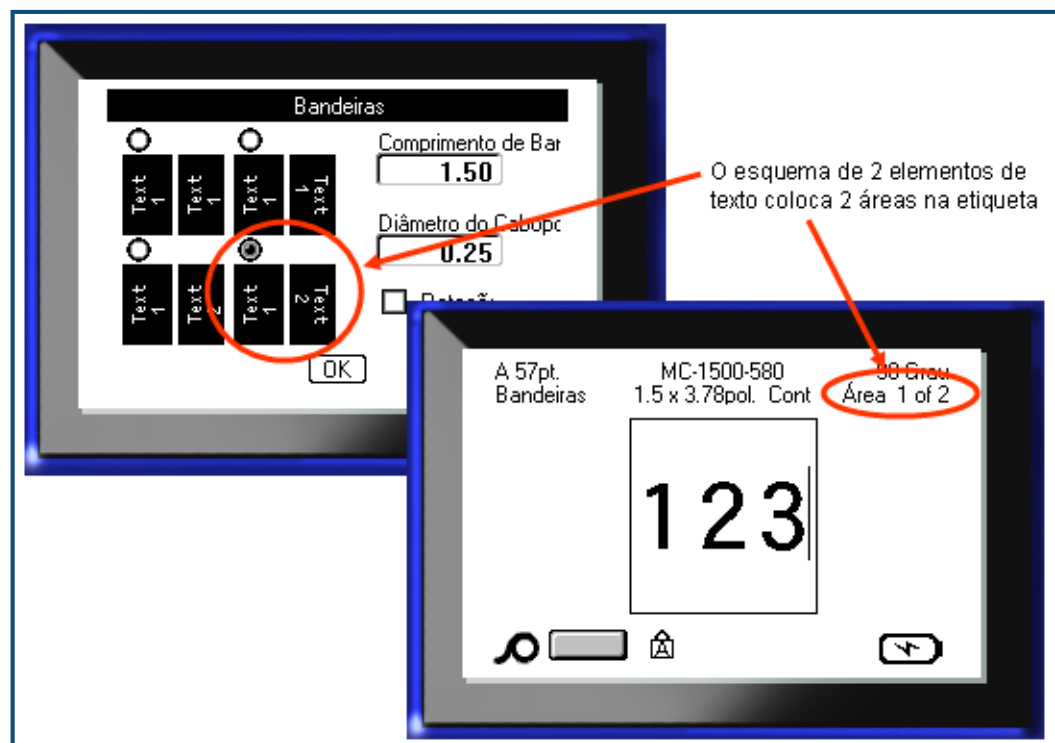 Bandeiras
Comprimento de Bar
1.50
Diâmetro do Cabopc
0.25
Text 1
Text 1
Text 1
Text 1
Text 1
Text 2
Text 1
Text 2
OK
O esquema de 2 elementos de
texto coloca 2 áreas na etiqueta
A 57pt.
MC-1500-580
90 Grau
Bandeiras
1.5 x 3.78pol. Cont
Área 1 of 2
123
A